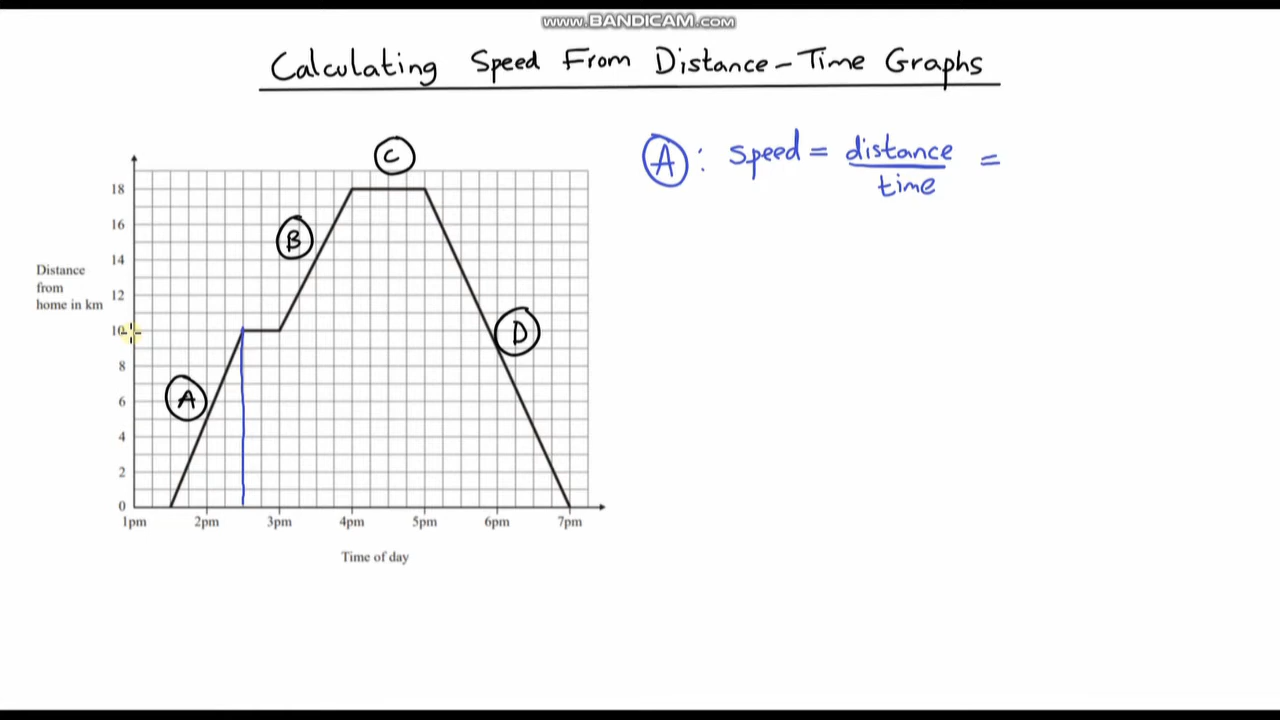 www.BANDICAM.com
Calculating Speed From Distance - Time Graphs
A : Speed = distance / time =
C
B
D
A
Distance
from
home in km
18
16
14
12
10
8
6
4
2
0
1pm 2pm 3pm 4pm 5pm 6pm 7pm
Time of day